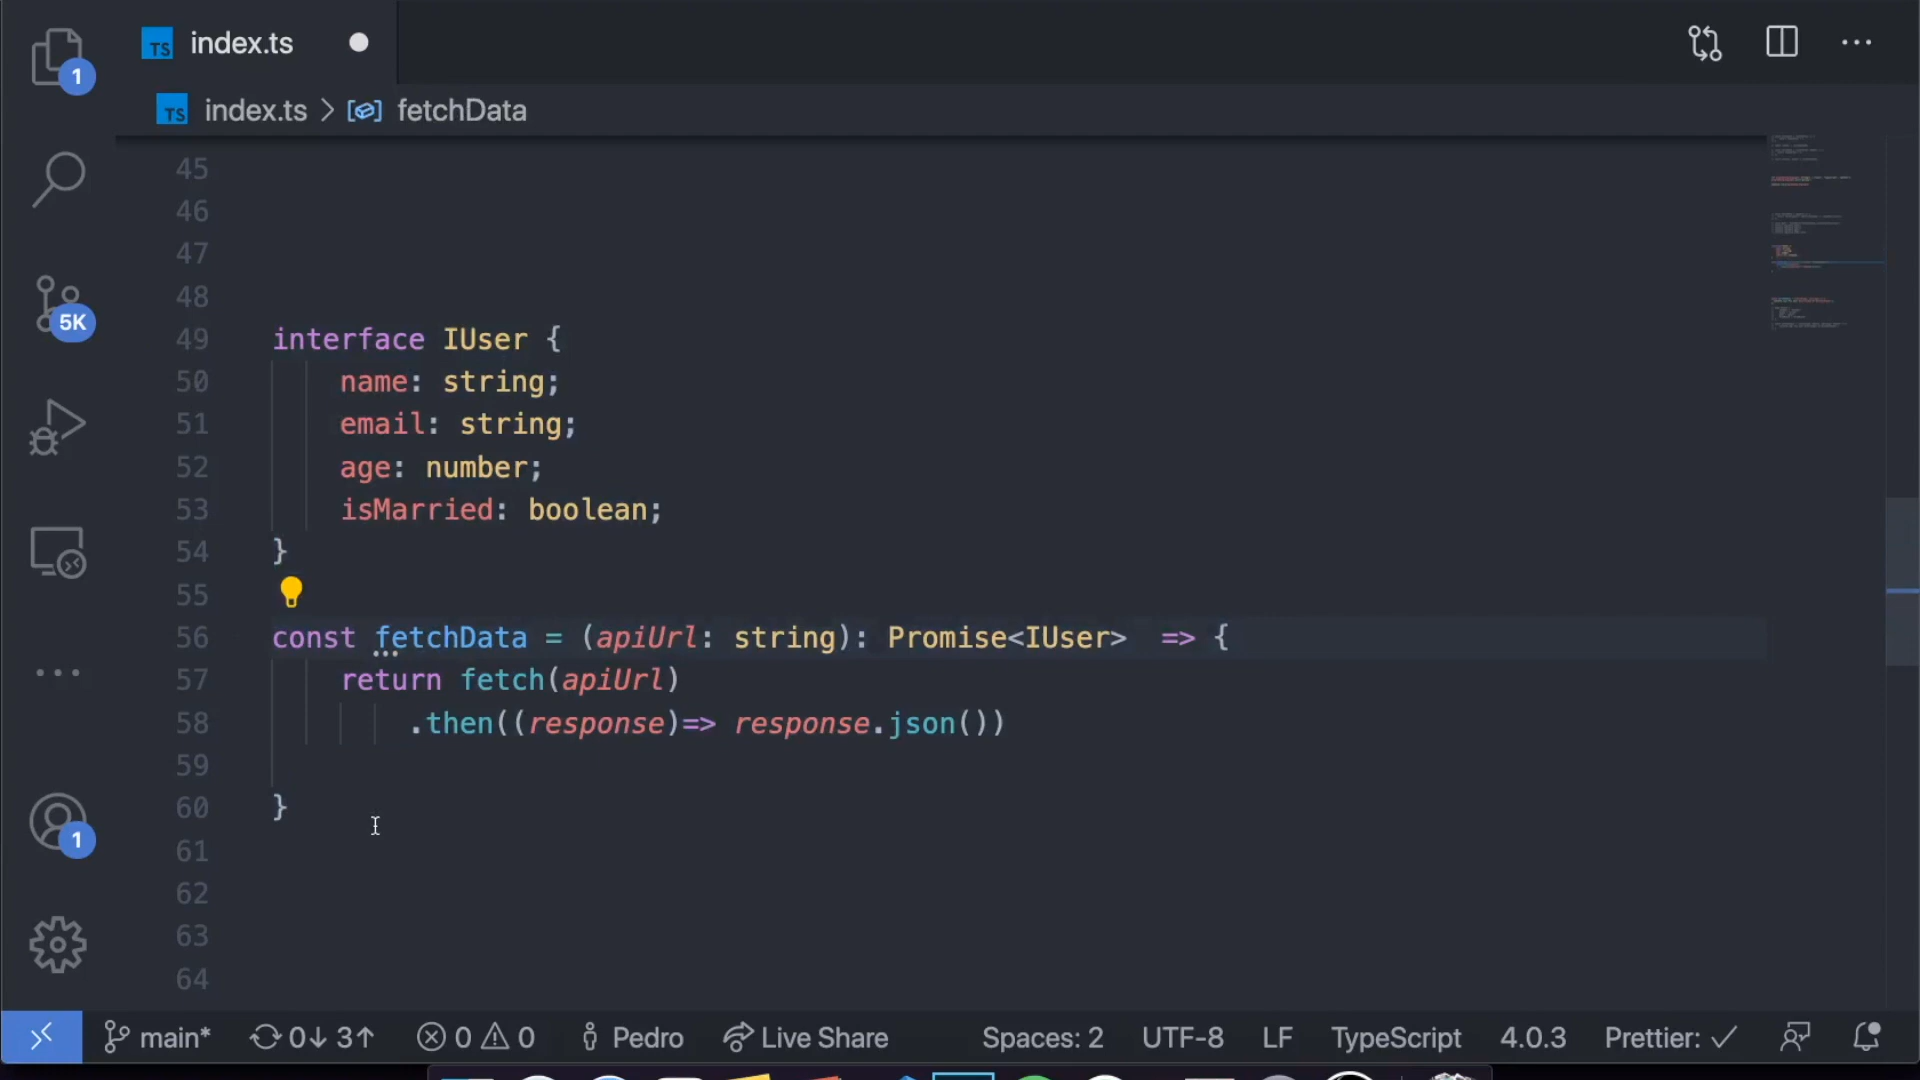 TS index.ts
1
TS index.ts > fetchData
45
46
47
48
49 interface IUser {
50 name: string;
51 email: string;
52 age: number;
53 isMarried: boolean;
54 }
55
56 const fetchData = (apiUrl: string): Promise<IUser>  => {
57 return fetch(apiUrl)
58 .then((response)=> response.json())
59
60 }
61
62
63
64
5K
1
main* 0↓ 3↑ 0 0 Pedro Live Share Spaces: 2 UTF-8 LF TypeScript 4.0.3 Prettier: ✓